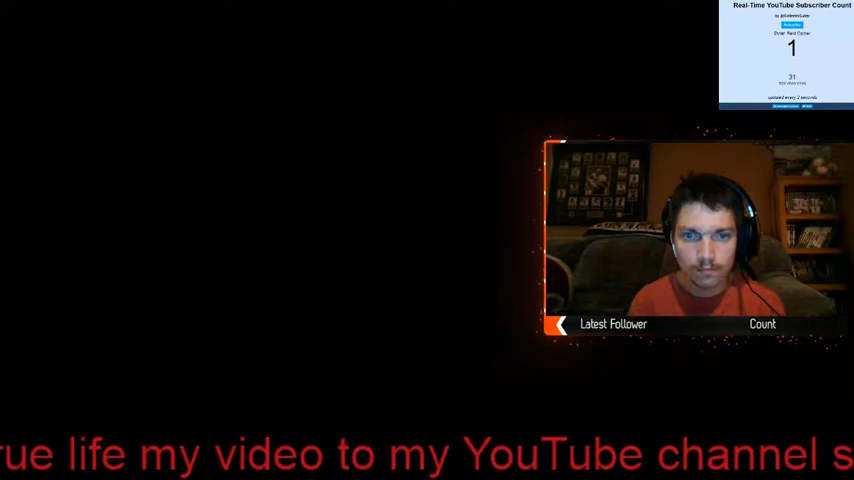 Real-Time YouTube Subscriber Count
1
31
updated every 2 seconds
Latest Follower Count
rue life my video to my YouTube channel s